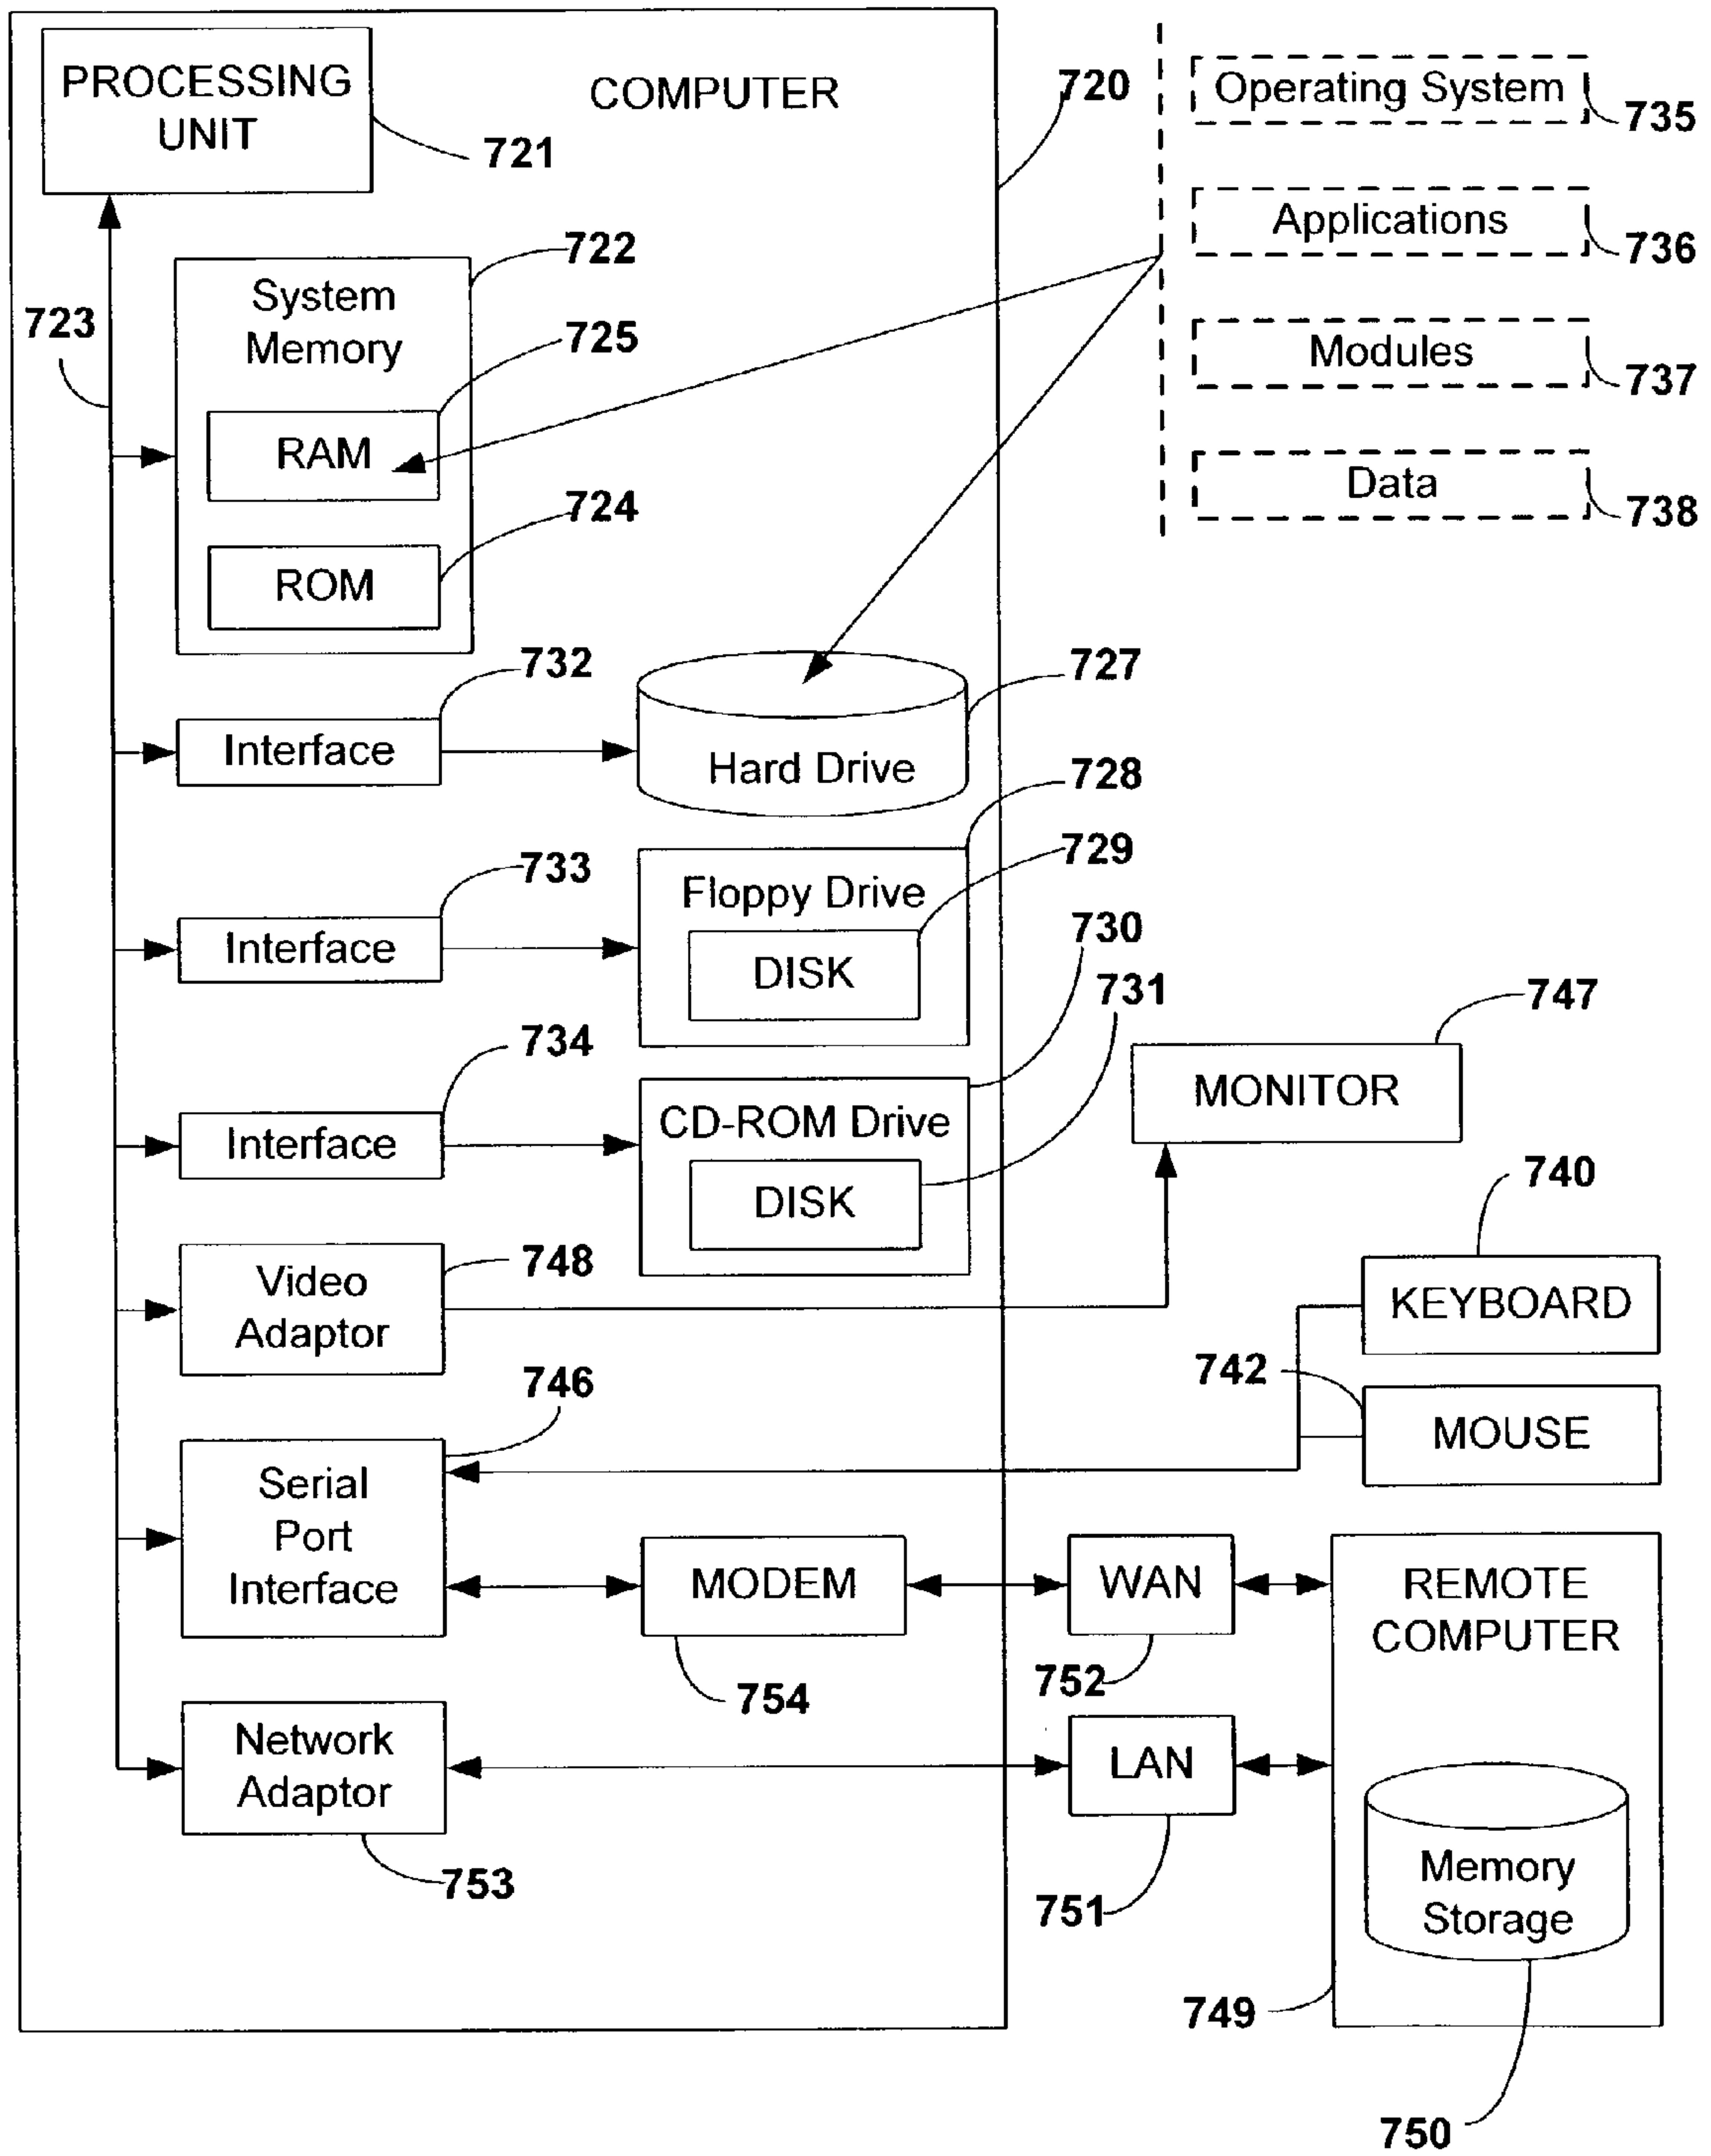 PROCESSING
UNIT
721
COMPUTER
720
Operating System
735
Applications
736
Modules
737
Data
738
723
722
System
Memory
725
RAM
724
ROM
732
Interface
727
Hard Drive
728
733
Interface
729
Floppy Drive
DISK
730
731
734
Interface
CD-ROM Drive
DISK
747
MONITOR
740
KEYBOARD
742
MOUSE
748
Video
Adaptor
746
Serial
Port
Interface
MODEM
754
WAN
752
REMOTE
COMPUTER
Network
Adaptor
753
LAN
751
Memory
Storage
749
750